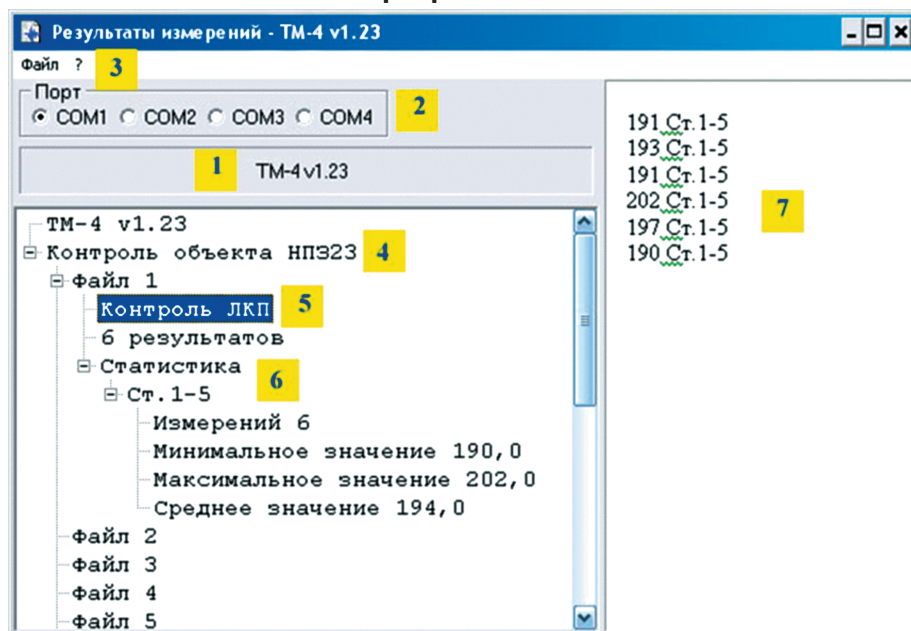 Результаты измерений - ТМ-4 v1.23
Файл ? 3
Порт
COM1 COM2 COM3 COM4 2
1 ТМ-4 v1.23
ТМ-4 v1.23
Контроль объекта НПЗ23 4
Файл 1
Контроль ЛКП 5
6 результатов
Статистика
6
Ст.1-5
Измерений 6
Минимальное значение 190,0
Максимальное значение 202,0
Среднее значение 194,0
Файл 2
Файл 3
Файл 4
Файл 5
191 Ст.1-5
193 Ст.1-5
191 Ст.1-5
202 Ст.1-5
7
197 Ст.1-5
190 Ст.1-5